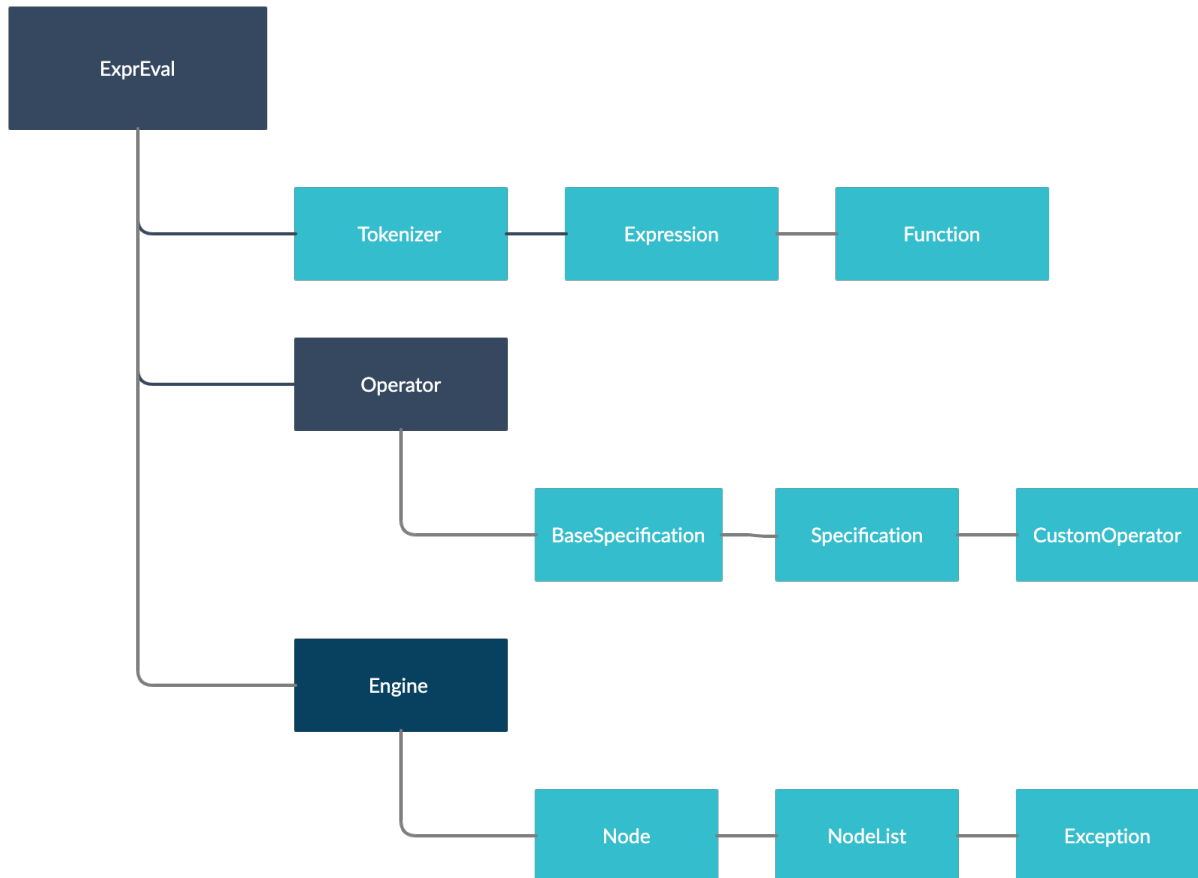 ExprEval
Tokenizer
Expression
Function
Operator
BaseSpecification
Specification
CustomOperator
Engine
Node
NodeList
Exception